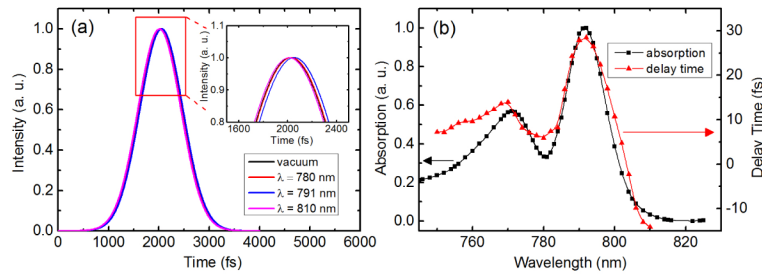 (a)
Intensity (a. u.)
1.0
0.8
0.6
0.4
0.2
0.0
0 1000 2000 3000 4000 5000 6000
Time (fs)
Intensity (a. u.)
1.0
0.9
0.8
1600 2000 2400
Time (fs)
vacuum
λ = 780 nm
λ = 791 nm
λ = 810 nm
(b)
Absorption (a. u.)
1.0
0.8
0.6
0.4
0.2
0.0
760 780 800 820
Wavelength (nm)
absorption
delay time
30
20
10
0
-10
Delay Time (fs)